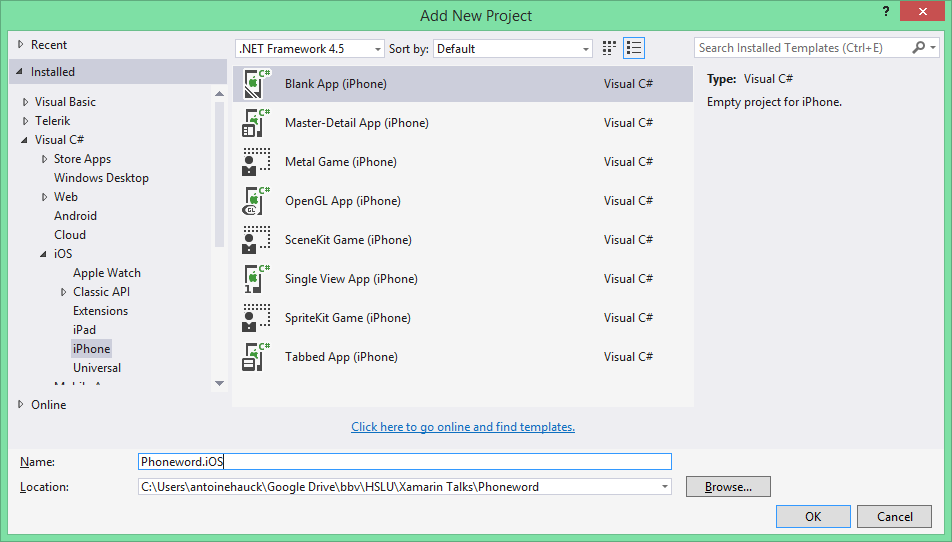 Add New Project
?
Recent
Installed
Visual Basic
Telerik
Visual C#
Store Apps
Windows Desktop
Web
Android
Cloud
iOS
Apple Watch
Classic API
Extensions
iPad
iPhone
Universal
Online
.NET Framework 4.5 Sort by: Default
Blank App (iPhone) Visual C#
Master-Detail App (iPhone) Visual C#
Metal Game (iPhone) Visual C#
OpenGL App (iPhone) Visual C#
SceneKit Game (iPhone) Visual C#
Single View App (iPhone) Visual C#
SpriteKit Game (iPhone) Visual C#
Tabbed App (iPhone) Visual C#
Click here to go online and find templates.
Search Installed Templates (Ctrl+E)
Type: Visual C#
Empty project for iPhone.
Name: Phoneword.iOS
Location: C:\Users\antoinehauck\Google Drive\bbv\HSLU\Xamarin Talks\Phoneword
Browse...
OK Cancel